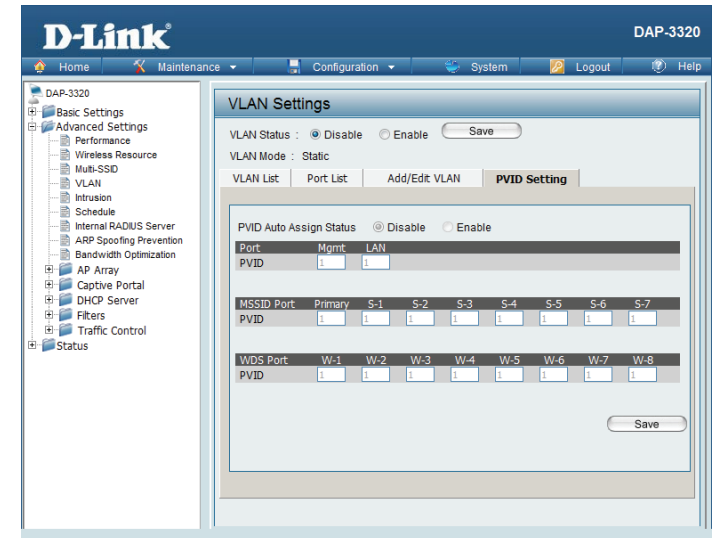 D-Link®
DAP-3320
Home Maintenance Configuration System Logout Help
DAP-3320
Basic Settings
Advanced Settings
Performance
Wireless Resource
Multi-SSID
VLAN
Intrusion
Schedule
Internal RADIUS Server
ARP Spoofing Prevention
Bandwidth Optimization
AP Array
Captive Portal
DHCP Server
Filters
Traffic Control
Status
VLAN Settings
VLAN Status : Disable Enable Save
VLAN Mode : Static
VLAN List Port List Add/Edit VLAN PVID Setting
PVID Auto Assign Status Disable Enable
Port Mgmt LAN
PVID 1 1
MSSID Port Primary S-1 S-2 S-3 S-4 S-5 S-6 S-7
PVID 1 1 1 1 1 1 1 1
WDS Port W-1 W-2 W-3 W-4 W-5 W-6 W-7 W-8
PVID 1 1 1 1 1 1 1 1
Save